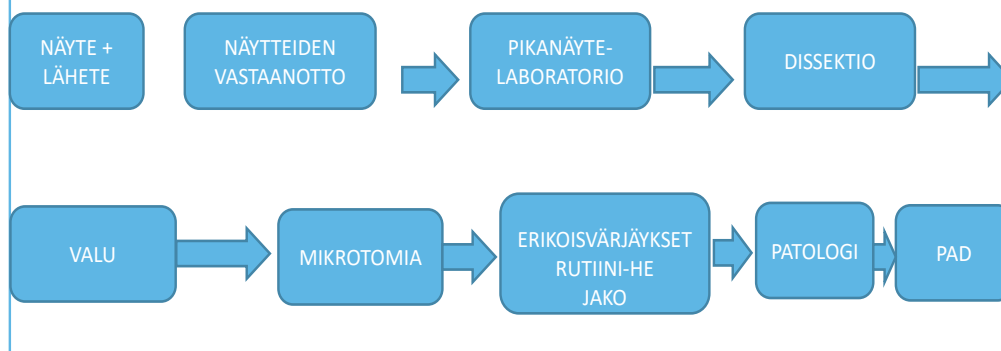 NÄYTE +
LÄHETE
NÄYTTEIDEN
VASTAANOTTO
PIKANÄYTE-
LABORATORIO
DISSEKTIO
VALU
MIKROTOMIA
ERIKOISVÄRJÄYKSET
RUTIINI-HE
JAKO
PATOLOGI
PAD